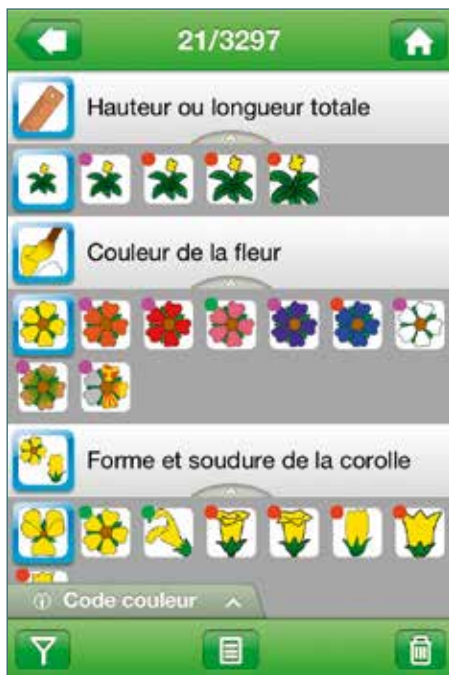 21/3297
Hauteur ou longueur totale
Couleur de la fleur
Forme et soudure de la corolle
Code couleur